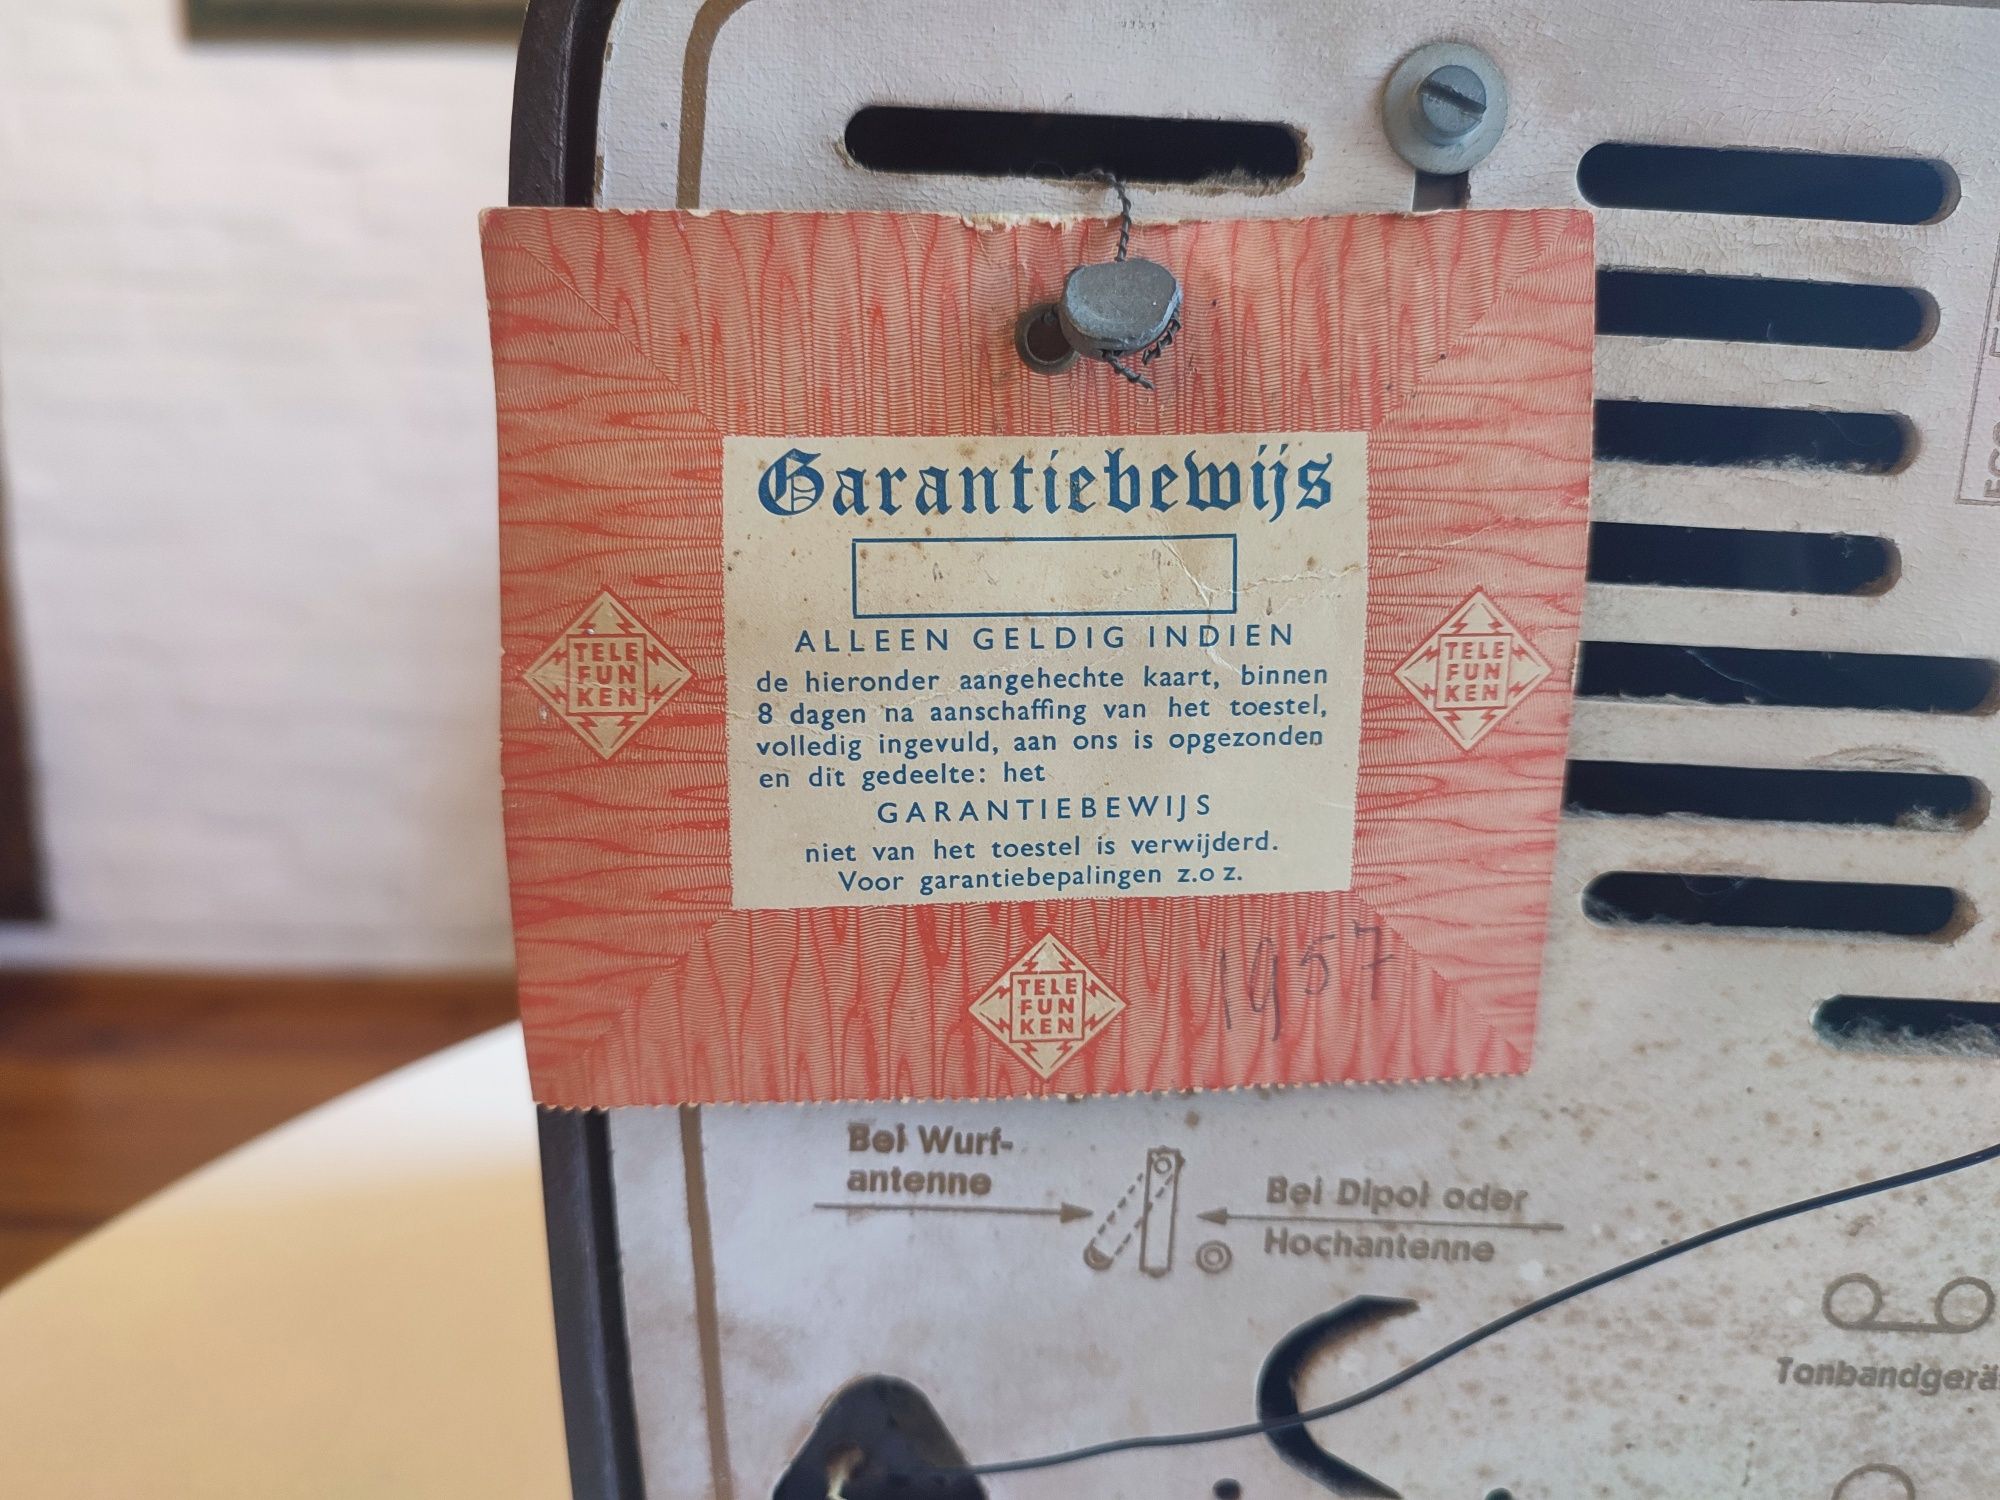 Garantiebewijs
ALLEEN GELDIG INDIEN
de hieronder aangehechte kaart, binnen
8 dagen na aanschaffing van het toestel,
volledig ingevuld, aan ons is opgezonden
en dit gedeelte: het
GARANTIEBEWIJS
niet van het toestel is verwijderd.
Voor garantiebepalingen z.o z.
TELE
FUN
KEN
TELE
FUN
KEN
TELE
FUN
KEN
1957
Bei Wurf-
antenne
Bei Dipol oder
Hochantenne